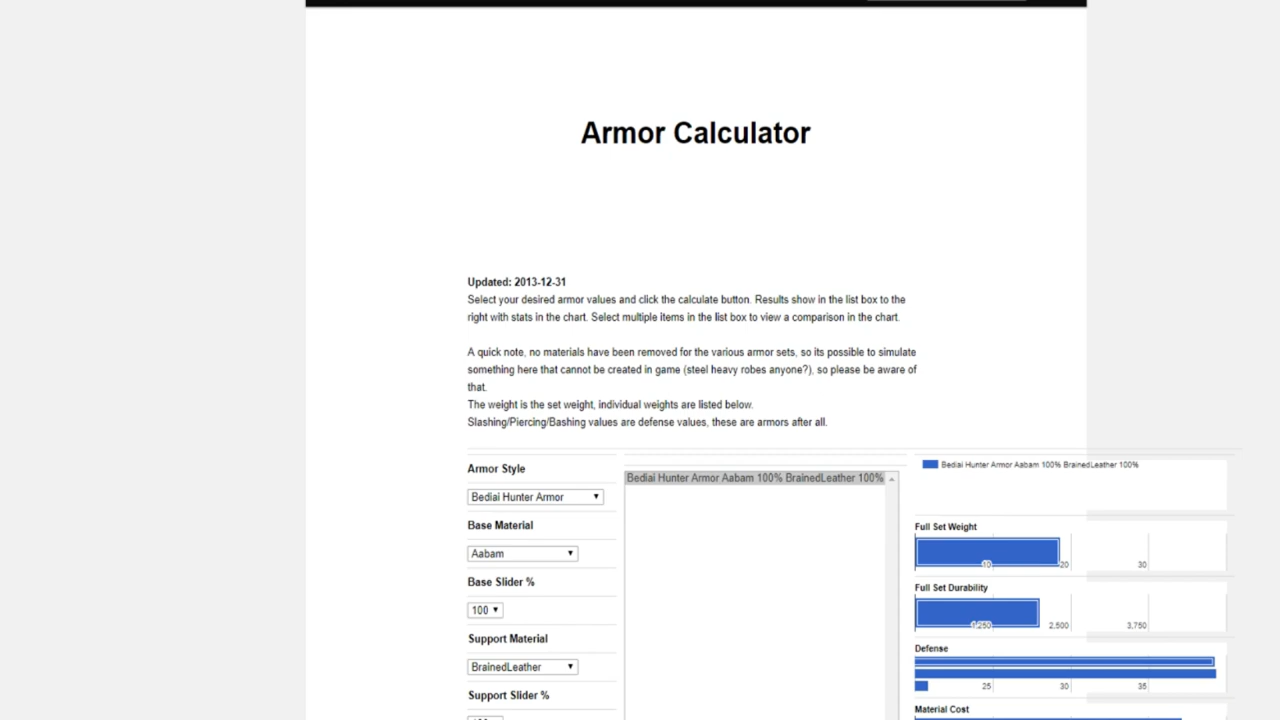 Armor Calculator
Updated: 2013-12-31
Select your desired armor values and click the calculate button. Results show in the list box to the
right with stats in the chart. Select multiple items in the list box to view a comparison in the chart.
A quick note, no materials have been removed for the various armor sets, so its possible to simulate
something here that cannot be created in game (steel heavy robes anyone?), so please be aware of
that.
The weight is the set weight, individual weights are listed below.
Slashing/Piercing/Bashing values are defense values, these are armors after all.
Armor Style
Bediai Hunter Armor
Base Material
Aabam
Base Slider %
100
Support Material
BrainedLeather
Support Slider %
Bediai Hunter Armor Aabam 100% BrainedLeather 100%
Bediai Hunter Armor Aabam 100% BrainedLeather 100%
Full Set Weight
10 20 30
Full Set Durability
1,250 2,500 3,750
Defense
25 30 35
Material Cost